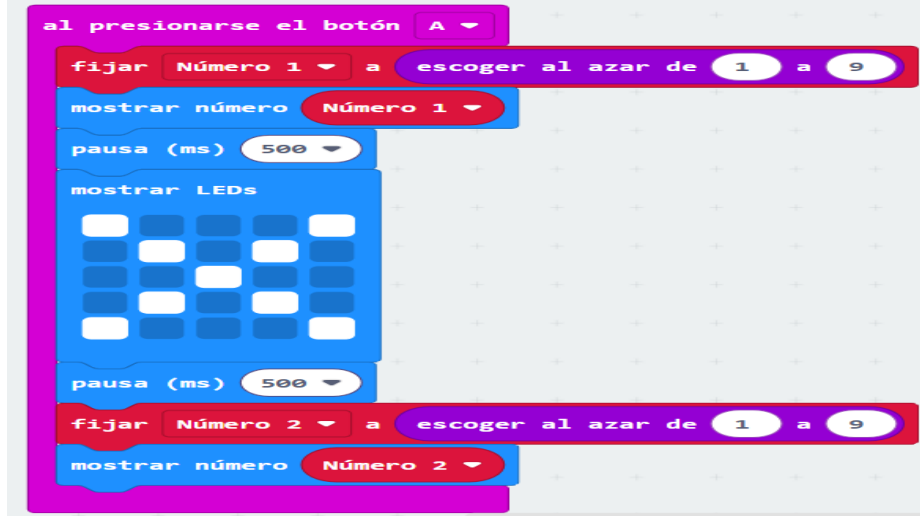 al presionarse el botón A
fijar Número 1 a escoger al azar de 1 a 9
mostrar número Número 1
pausa (ms) 500
mostrar LEDs
pausa (ms) 500
fijar Número 2 a escoger al azar de 1 a 9
mostrar número Número 2